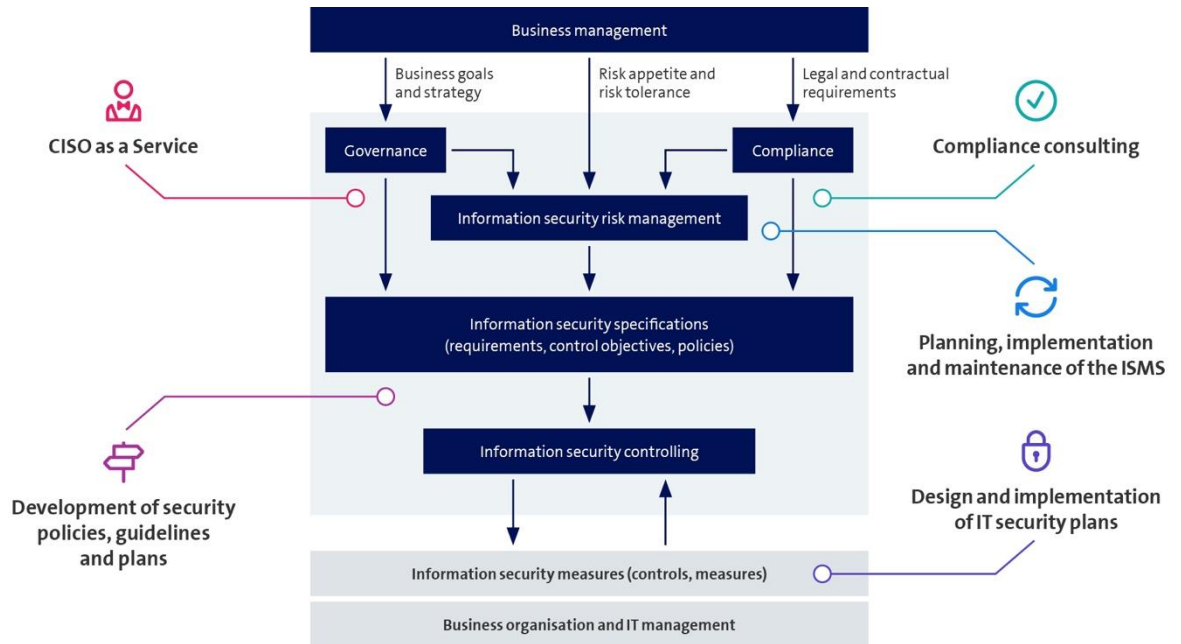 Business management
Business goals
and strategy
Risk appetite and
risk tolerance
Legal and contractual
requirements
CISO as a Service
Governance
Compliance
Compliance consulting
Information security risk management
Information security specifications
(requirements, control objectives, policies)
Planning, implementation
and maintenance of the ISMS
Information security controlling
Development of security
policies, guidelines
and plans
Design and implementation
of IT security plans
Information security measures (controls, measures)
Business organisation and IT management